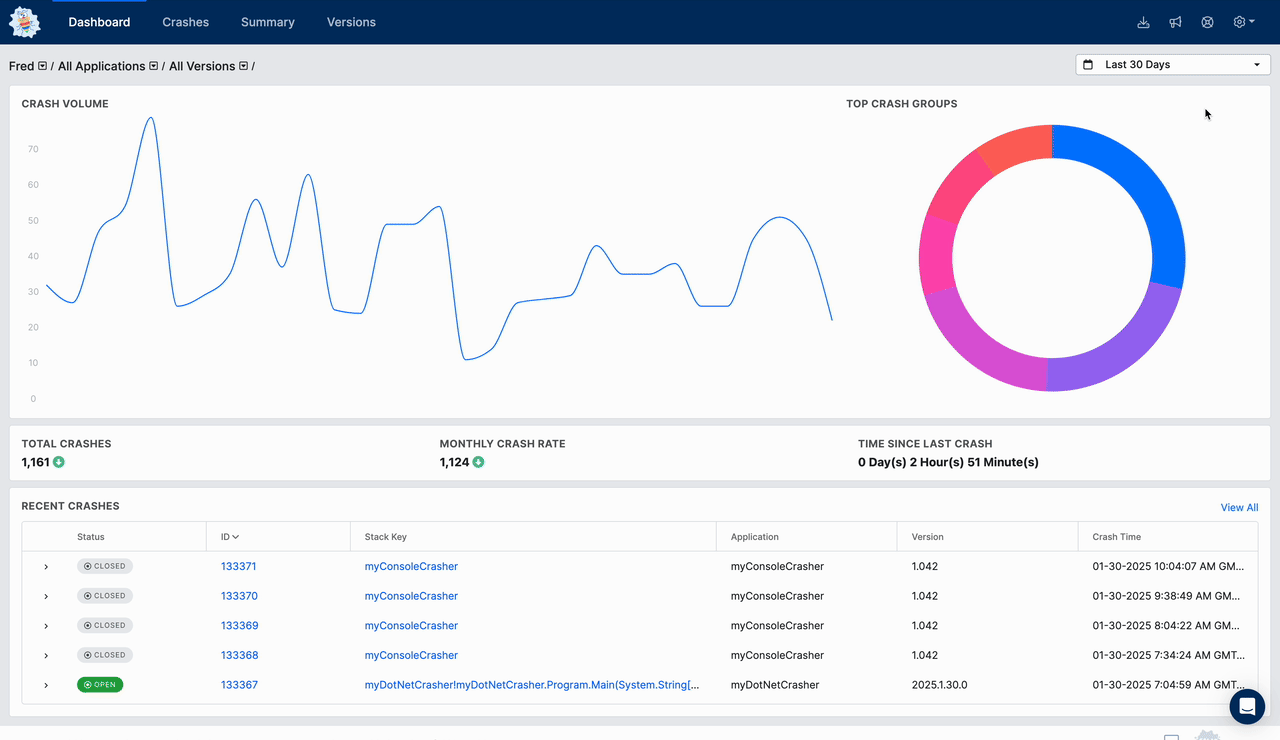 Dashboard Crashes Summary Versions
Fred / All Applications / All Versions /
Last 30 Days
CRASH VOLUME
TOP CRASH GROUPS
70
60
50
40
30
20
10
0
TOTAL CRASHES
1,161
MONTHLY CRASH RATE
1,124
TIME SINCE LAST CRASH
0 Day(s) 2 Hour(s) 51 Minute(s)
RECENT CRASHES
View All
Status ID Stack Key Application Version Crash Time
CLOSED 133371 myConsoleCrasher myConsoleCrasher 1.042 01-30-2025 10:04:07 AM GM...
CLOSED 133370 myConsoleCrasher myConsoleCrasher 1.042 01-30-2025 9:38:49 AM GM...
CLOSED 133369 myConsoleCrasher myConsoleCrasher 1.042 01-30-2025 8:04:22 AM GM...
CLOSED 133368 myConsoleCrasher myConsoleCrasher 1.042 01-30-2025 7:34:24 AM GMT...
OPEN 133367 myDotNetCrasher!myDotNetCrasher.Program.Main(System.String[... myDotNetCrasher 2025.1.30.0 01-30-2025 7:04:59 AM GMT...